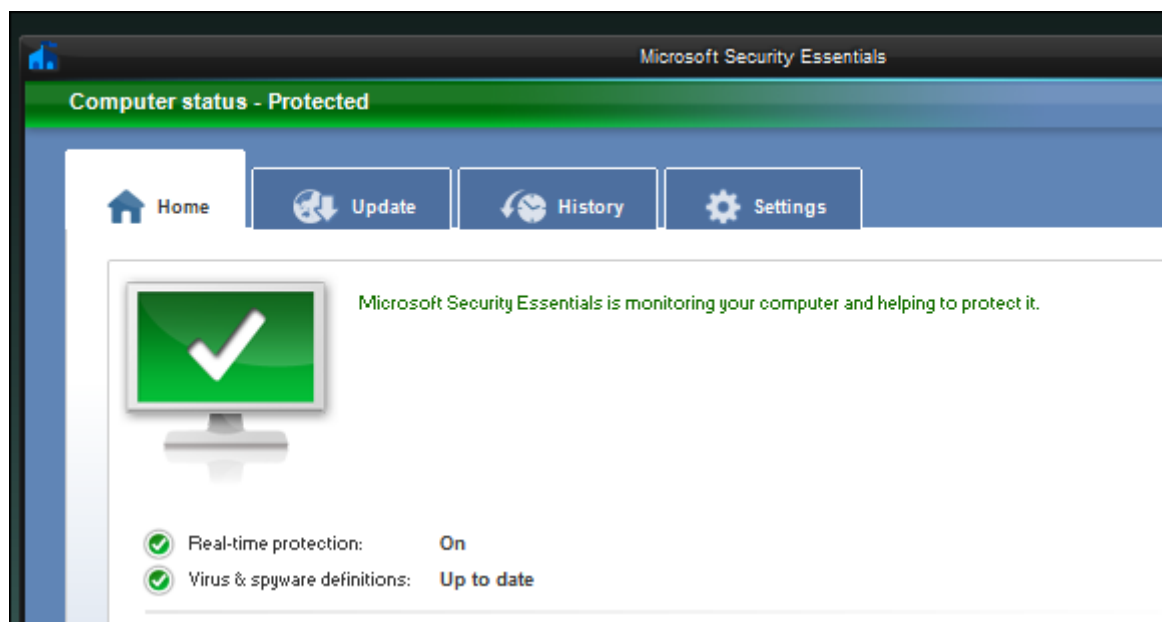 Microsoft Security Essentials
Computer status - Protected
Home Update History Settings
Microsoft Security Essentials is monitoring your computer and helping to protect it.
Real-time protection: On
Virus & spyware definitions: Up to date